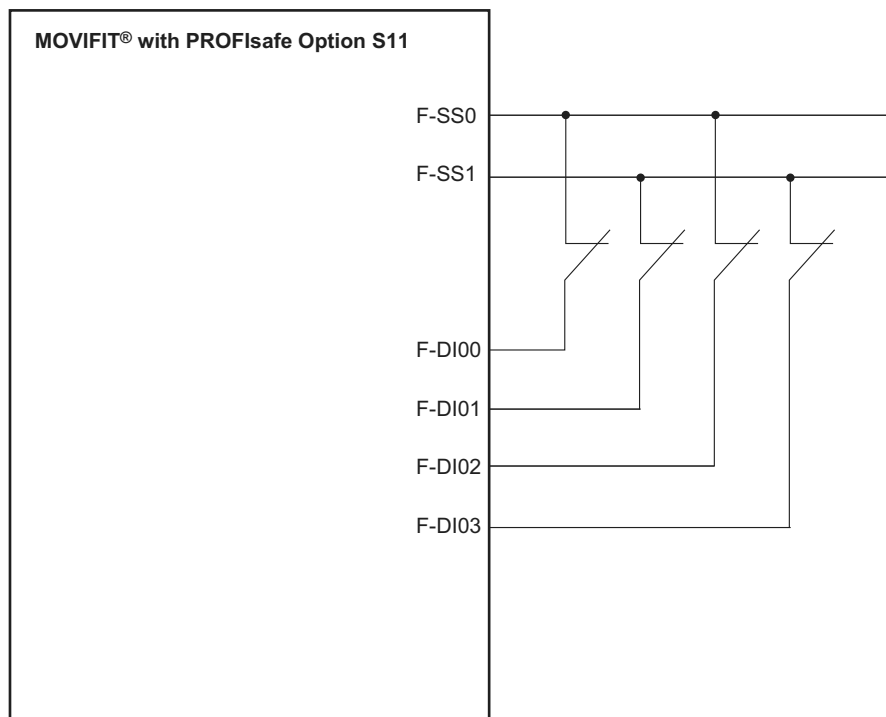 MOVIFIT® with PROFIsafe Option S11
F-SS0
F-SS1
F-DI00
F-DI01
F-DI02
F-DI03